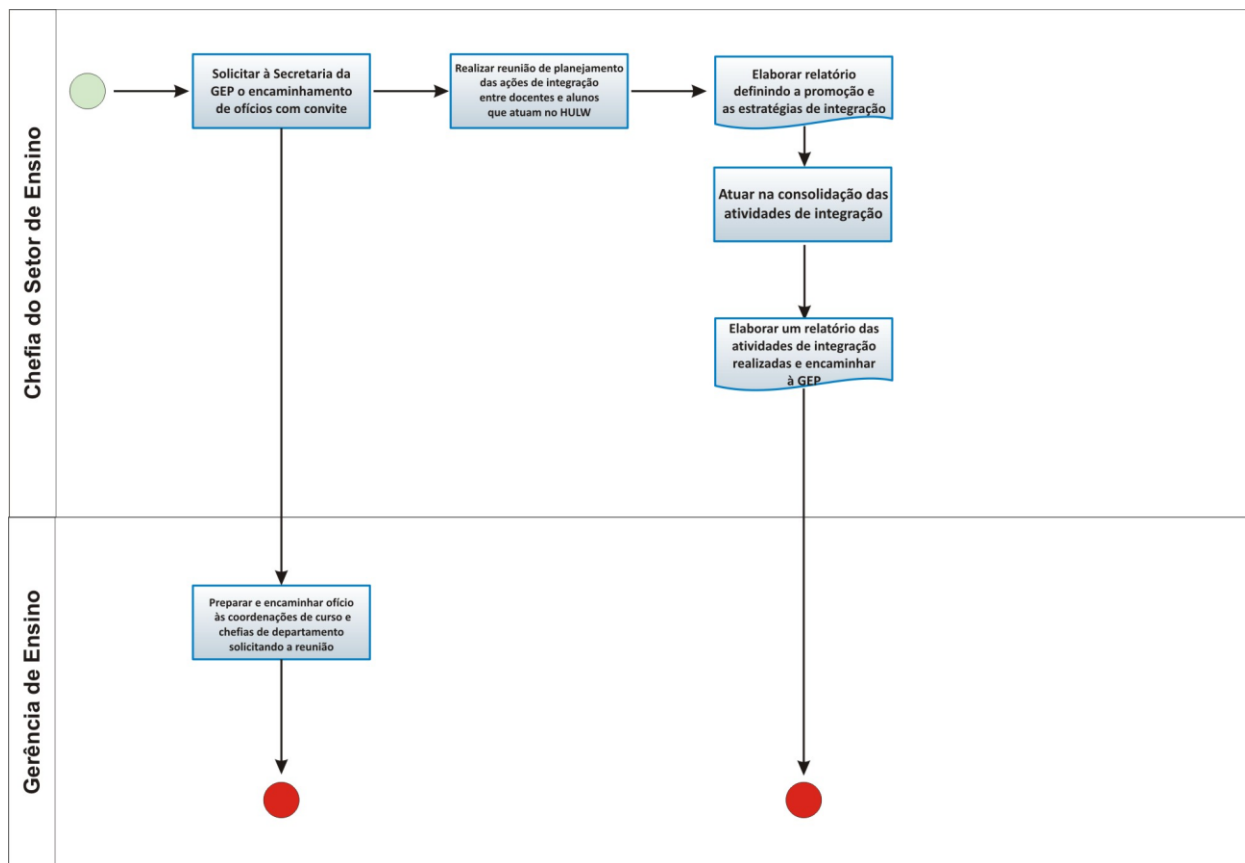 Chefia do Setor de Ensino
Solicitar à Secretaria da
GEP o encaminhamento
de ofícios com convite
Realizar reunião de planejamento
das ações de integração
entre docentes e alunos
que atuam no HULW
Elaborar relatório
definindo a promoção e
as estratégias de integração
Atuar na consolidação das
atividades de integração
Elaborar um relatório das
atividades de integração
realizadas e encaminhar
à GEP
Gerência de Ensino
Preparar e encaminhar ofício
às coordenações de curso e
chefias de departamento
solicitando a reunião